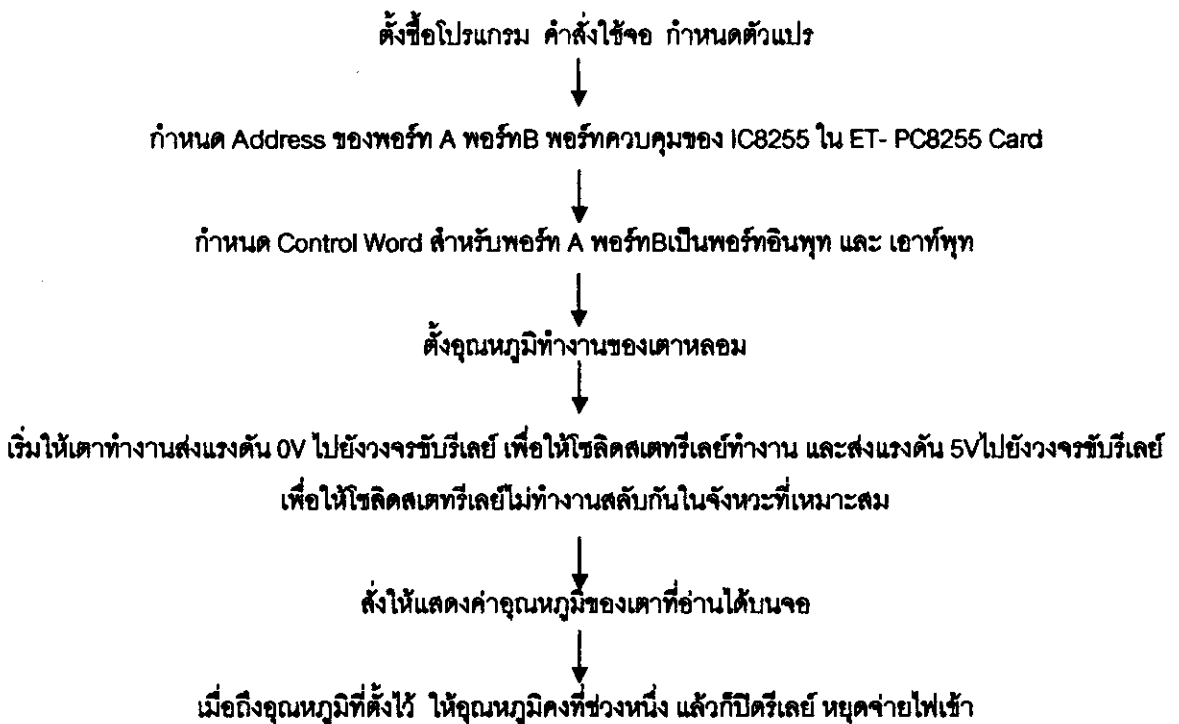 ตั้งชื่อโปรแกรม คำสั่งใช้จอ กำหนดตัวแปร
กำหนด Address ของพอร์ท A พอร์ทB พอร์ทควบคุมของ IC8255 ใน ET- PC8255 Card
กำหนด Control Word สำหรับพอร์ท A พอร์ทBเป็นพอร์ทอินพุท และ เอาท์พุท
ตั้งอุณหภูมิทำงานของเตาหลอม
เริ่มให้เตาทำงานส่งแรงดัน 0V ไปยังวงจรขับรีเลย์ เพื่อให้โซลิดสเตทรีเลย์ทำงาน และส่งแรงดัน 5Vไปยังวงจรขับรีเลย์
เพื่อให้โซลิดสเตทรีเลย์ไม่ทำงานสลับกันในจังหวะที่เหมาะสม
สั่งให้แสดงค่าอุณหภูมิของเตาที่อ่านได้บนจอ
เมื่อถึงอุณหภูมิที่ตั้งไว้ ให้อุณหภูมิคงที่ช่วงหนึ่ง แล้วก็ปิดรีเลย์ หยุดจ่ายไฟเข้า